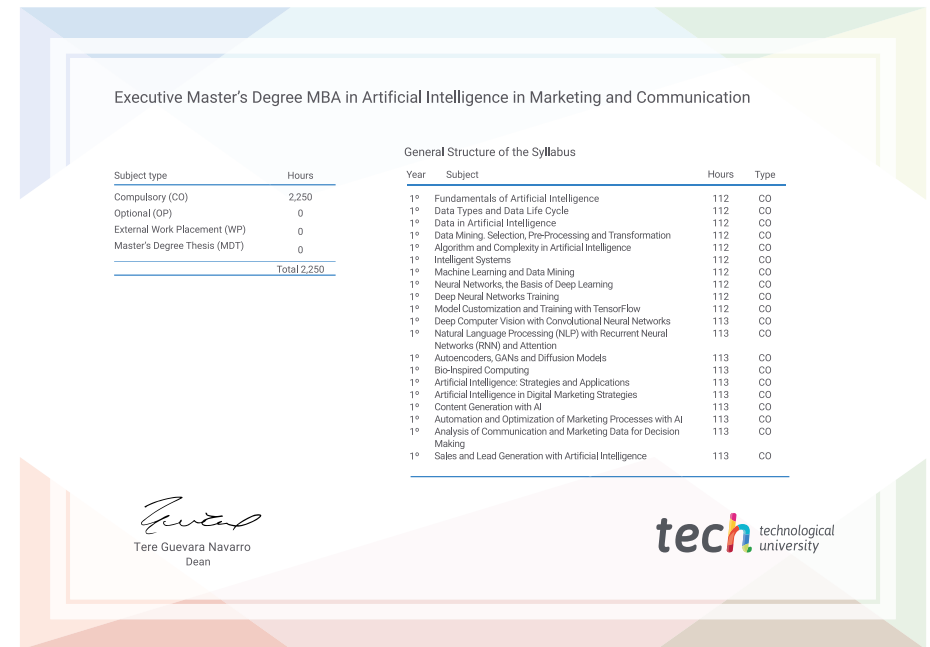 Executive Master's Degree MBA in Artificial Intelligence in Marketing and Communication
Subject type Hours
Compulsory (CO) 2,250
Optional (OP) 0
External Work Placement (WP) 0
Master's Degree Thesis (MDT) 0
Total 2,250
General Structure of the Syllabus
Year Subject Hours Type
1º Fundamentals of Artificial Intelligence 112 CO
1º Data Types and Data Life Cycle 112 CO
1º Data in Artificial Intelligence 112 CO
1º Data Mining. Selection, Pre-Processing and Transformation 112 CO
1º Algorithm and Complexity in Artificial Intelligence 112 CO
1º Intelligent Systems 112 CO
1º Machine Learning and Data Mining 112 CO
1º Neural Networks, the Basis of Deep Learning 112 CO
1º Deep Neural Networks Training 112 CO
1º Model Customization and Training with TensorFlow 112 CO
1º Deep Computer Vision with Convolutional Neural Networks 113 CO
1º Natural Language Processing (NLP) with Recurrent Neural 113 CO
Networks (RNN) and Attention
1º Autoencoders, GANs and Diffusion Models 113 CO
1º Bio-Inspired Computing 113 CO
1º Artificial Intelligence: Strategies and Applications 113 CO
1º Artificial Intelligence in Digital Marketing Strategies 113 CO
1º Content Generation with AI 113 CO
1º Automation and Optimization of Marketing Processes with AI 113 CO
1º Analysis of Communication and Marketing Data for Decision 113 CO
Making
1º Sales and Lead Generation with Artificial Intelligence 113 CO
Tere Guevara Navarro
Dean
tech technological
university